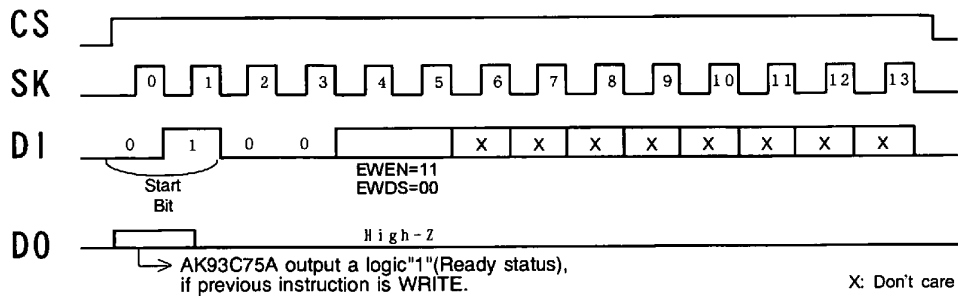 CS
SK
0 1 2 3 4 5 6 7 8 9 10 11 12 13
DI
0 1 0 0 X X X X X X X X
Start
Bit
EWEN=11
EWDS=00
DO
High-Z
AK93C75A output a logic"1"(Ready status),
if previous instruction is WRITE.
X: Don't care